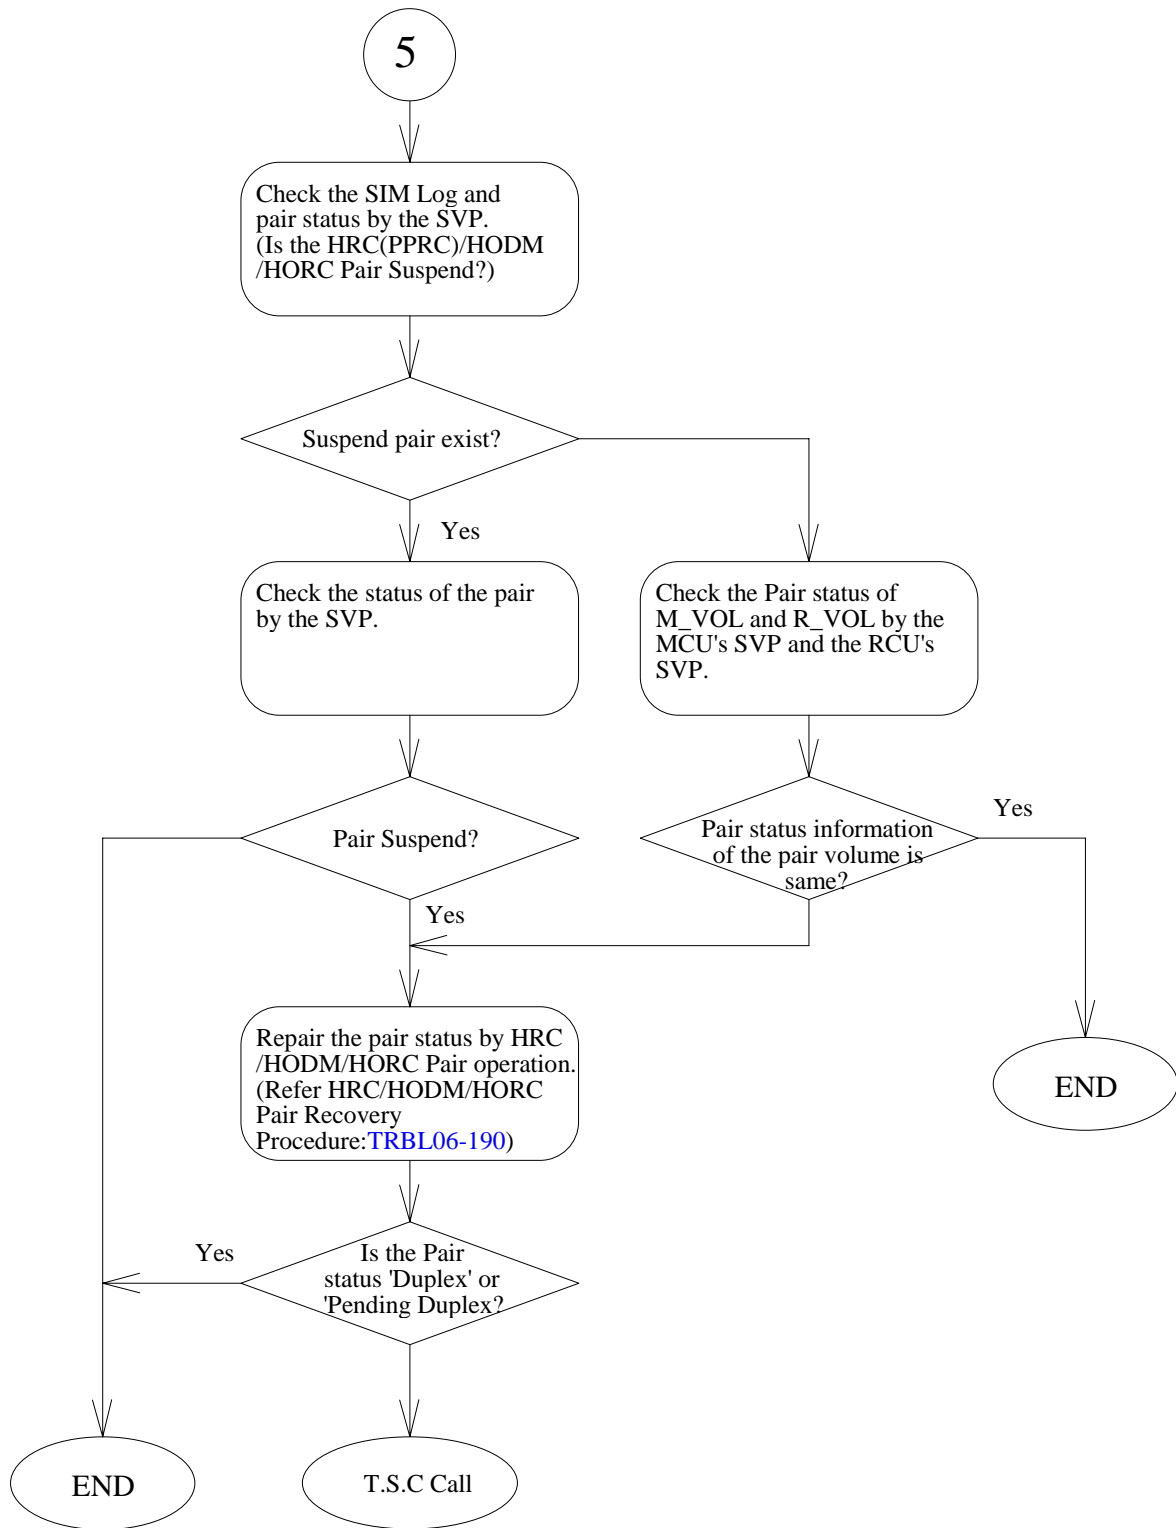 5
Check the SIM Log and
pair status by the SVP.
(Is the HRC(PPRC)/HODM
/HORC Pair Suspend?)
Suspend pair exist?
Yes
Check the status of the pair
by the SVP.
Check the Pair status of
M_VOL and R_VOL by the
MCU's SVP and the RCU's
SVP.
Pair Suspend?
Yes
Pair status information
of the pair volume is
same?
Yes
Repair the pair status by HRC
/HODM/HORC Pair operation.
(Refer HRC/HODM/HORC
Pair Recovery
Procedure:TRBL06-190)
END
Yes
Is the Pair
status 'Duplex' or
'Pending Duplex?
END
T.S.C Call